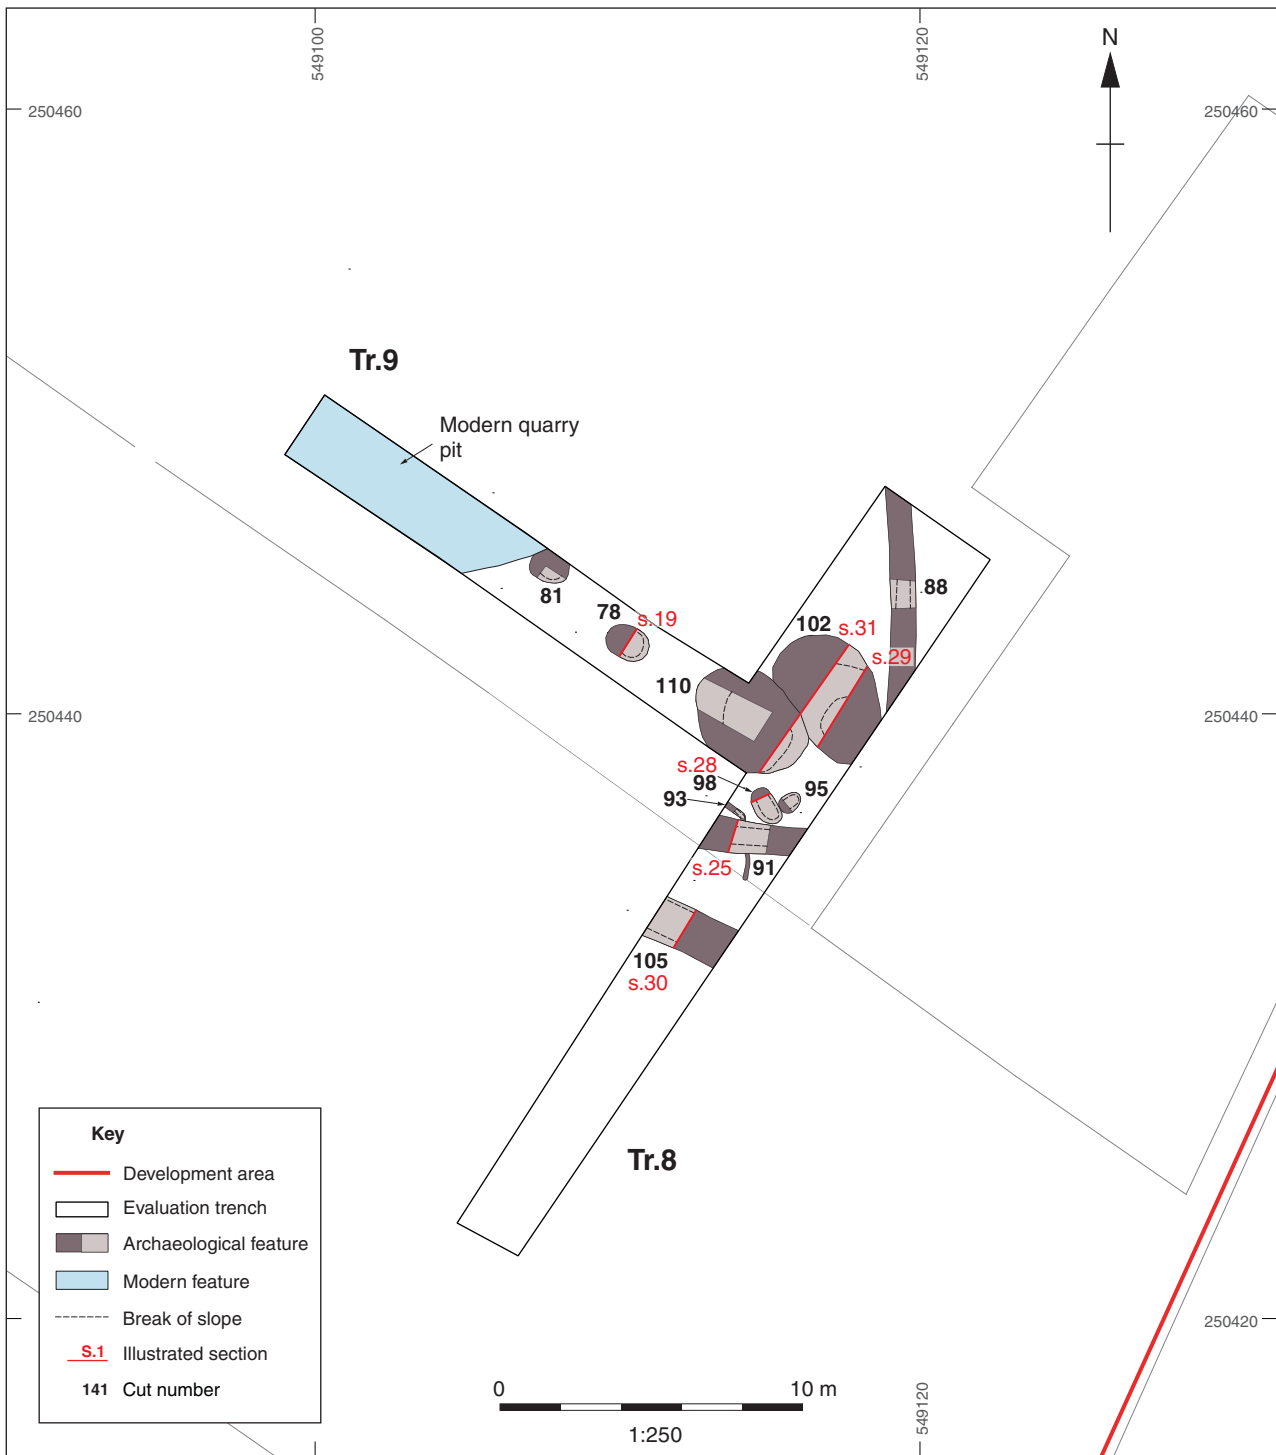 549100
549120
N
250460
250460
Tr.9
Modern quarry
pit
81
78
s.19
88
102
s.31
s.29
110
250440
250440
s.28
98
93
95
s.25
91
105
s.30
Tr.8
Key
Development area
Evaluation trench
Archaeological feature
Modern feature
Break of slope
S.1 Illustrated section
141 Cut number
250420
0 10 m
1:250
549120